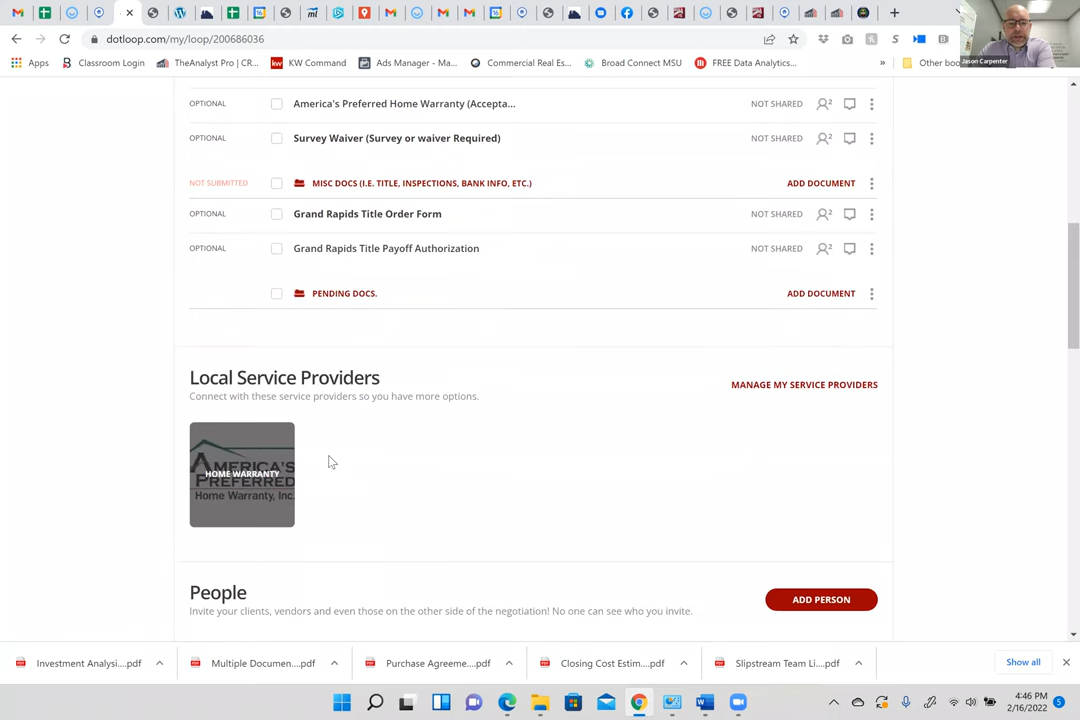 dotloop.com/my/loop/200686036
Apps
Classroom Login
TheAnalyst Pro | CR...
kw
KW Command
Ads Manager - Ma...
Commercial Real Es...
Broad Connect MSU
FREE Data Analytics...
»
Other boo
Jason Carpenter
OPTIONAL America's Preferred Home Warranty (Accepta... NOT SHARED
OPTIONAL Survey Waiver (Survey or waiver Required) NOT SHARED
NOT SUBMITTED MISC DOCS (I.E. TITLE, INSPECTIONS, BANK INFO, ETC.) ADD DOCUMENT
OPTIONAL Grand Rapids Title Order Form NOT SHARED
OPTIONAL Grand Rapids Title Payoff Authorization NOT SHARED
PENDING DOCS. ADD DOCUMENT
Local Service Providers
MANAGE MY SERVICE PROVIDERS
Connect with these service providers so you have more options.
AMERICA'S
HOME WARRANTY
PREFERRED
Home Warranty, Inc.
People
ADD PERSON
Invite your clients, vendors and even those on the other side of the negotiation! No one can see who you invite.
Investment Analysi....pdf
Multiple Documen....pdf
Purchase Agreeme....pdf
Closing Cost Estim....pdf
Slipstream Team Li....pdf
Show all
4:46 PM
2/16/2022
5